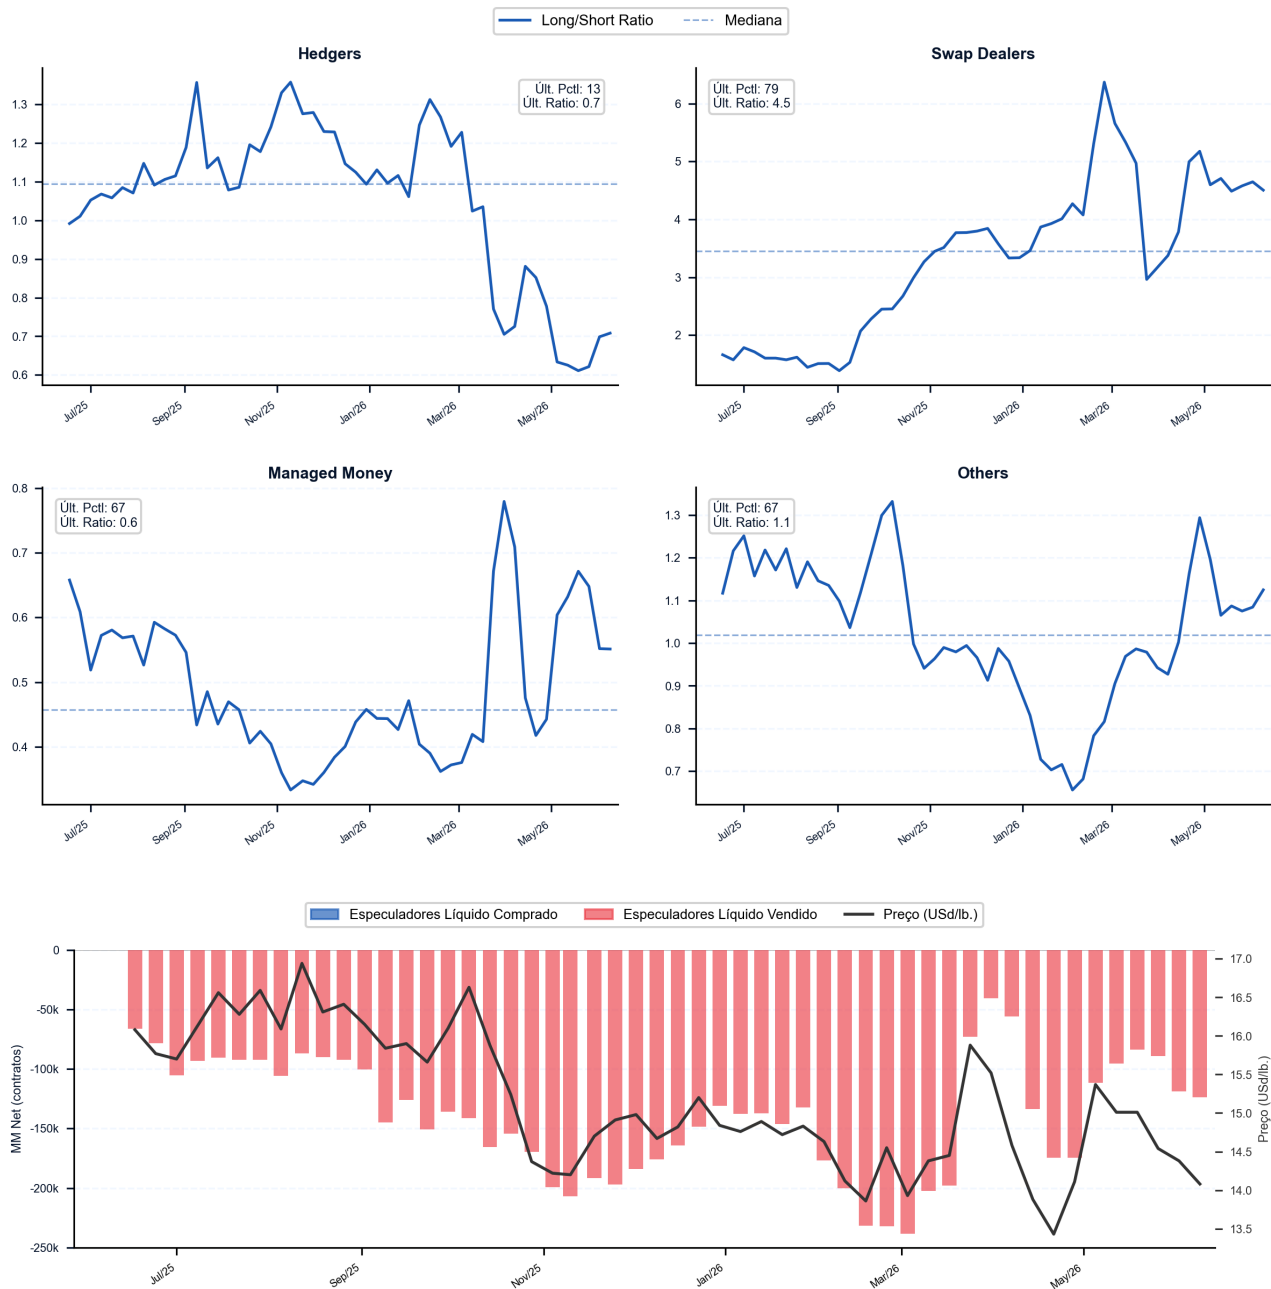 Long/Short Ratio
Mediana
Hedgers
Últ. Pctl: 13
Últ. Ratio: 0.7
1.3
1.2
1.1
1.0
0.9
0.8
0.7
0.6
Jul/25
Sep/25
Nov/25
Jan/26
Mar/26
May/26
Swap Dealers
Últ. Pctl: 79
Últ. Ratio: 4.5
6
5
4
3
2
Jul/25
Sep/25
Nov/25
Jan/26
Mar/26
May/26
Managed Money
Últ. Pctl: 67
Últ. Ratio: 0.6
0.8
0.7
0.6
0.5
0.4
Jul/25
Sep/25
Nov/25
Jan/26
Mar/26
May/26
Others
Últ. Pctl: 67
Últ. Ratio: 1.1
1.3
1.2
1.1
1.0
0.9
0.8
0.7
Jul/25
Sep/25
Nov/25
Jan/26
Mar/26
May/26
Especuladores Líquido Comprado
Especuladores Líquido Vendido
Preço (USd/lb.)
MM Net (contratos)
0
-50k
-100k
-150k
-200k
-250k
17.0
16.5
16.0
15.5
15.0
14.5
14.0
13.5
Preço (USd/lb.)
Jul/25
Sep/25
Nov/25
Jan/26
Mar/26
May/26